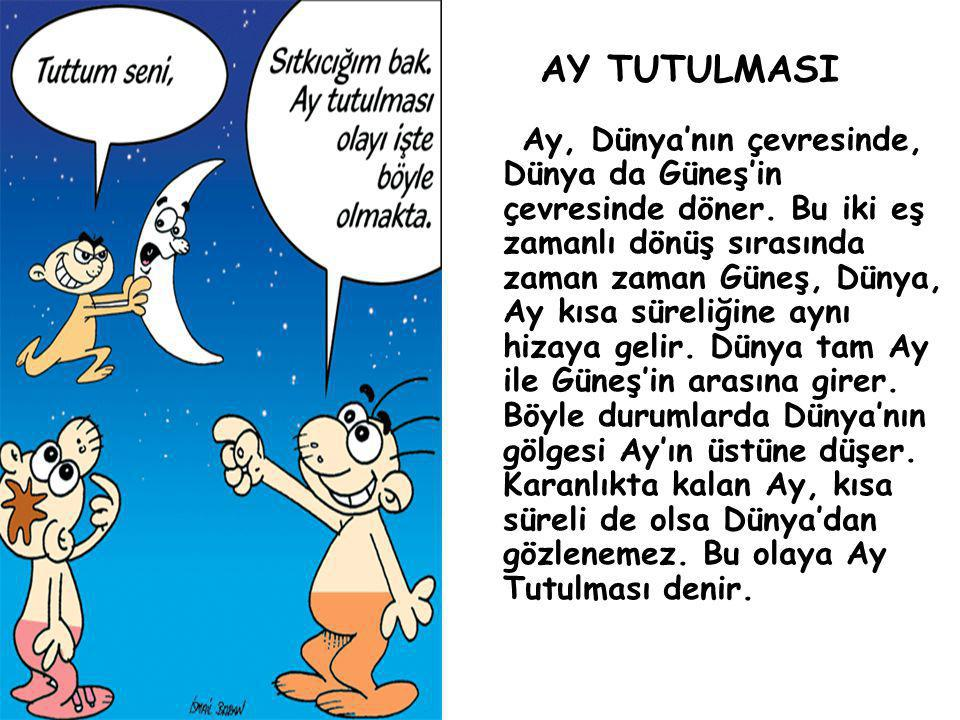 Tuttum seni,
Sıtkıcığım bak.
Ay tutulması
olayı işte
böyle
olmakta.
AY TUTULMASI
Ay, Dünya’nın çevresinde,
Dünya da Güneş’in
çevresinde döner. Bu iki eş
zamanlı dönüş sırasında
zaman zaman Güneş, Dünya,
Ay kısa süreliğine aynı
hizaya gelir. Dünya tam Ay
ile Güneş’in arasına girer.
Böyle durumlarda Dünya’nın
gölgesi Ay’ın üstüne düşer.
Karanlıkta kalan Ay, kısa
süreli de olsa Dünya’dan
gözlenemez. Bu olaya Ay
Tutulması denir.